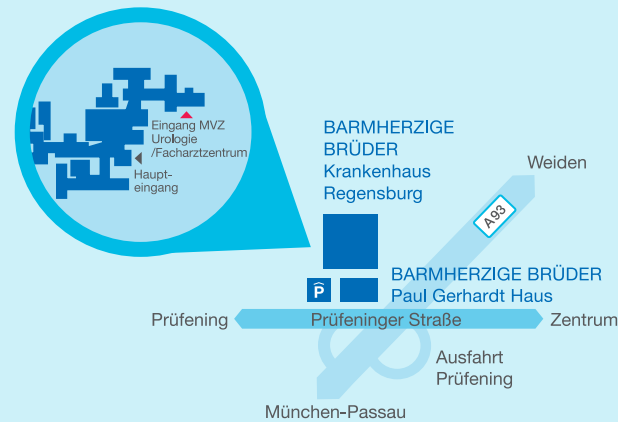 Eingang MVZ
Urologie
/Facharztzentrum
Haupt-
eingang
BARMHERZIGE
BRÜDER
Krankenhaus
Regensburg
Weiden
A93
BARMHERZIGE BRÜDER
Paul Gerhardt Haus
P
Prüfening
Prüfeninger Straße
Zentrum
Ausfahrt
Prüfening
München-Passau